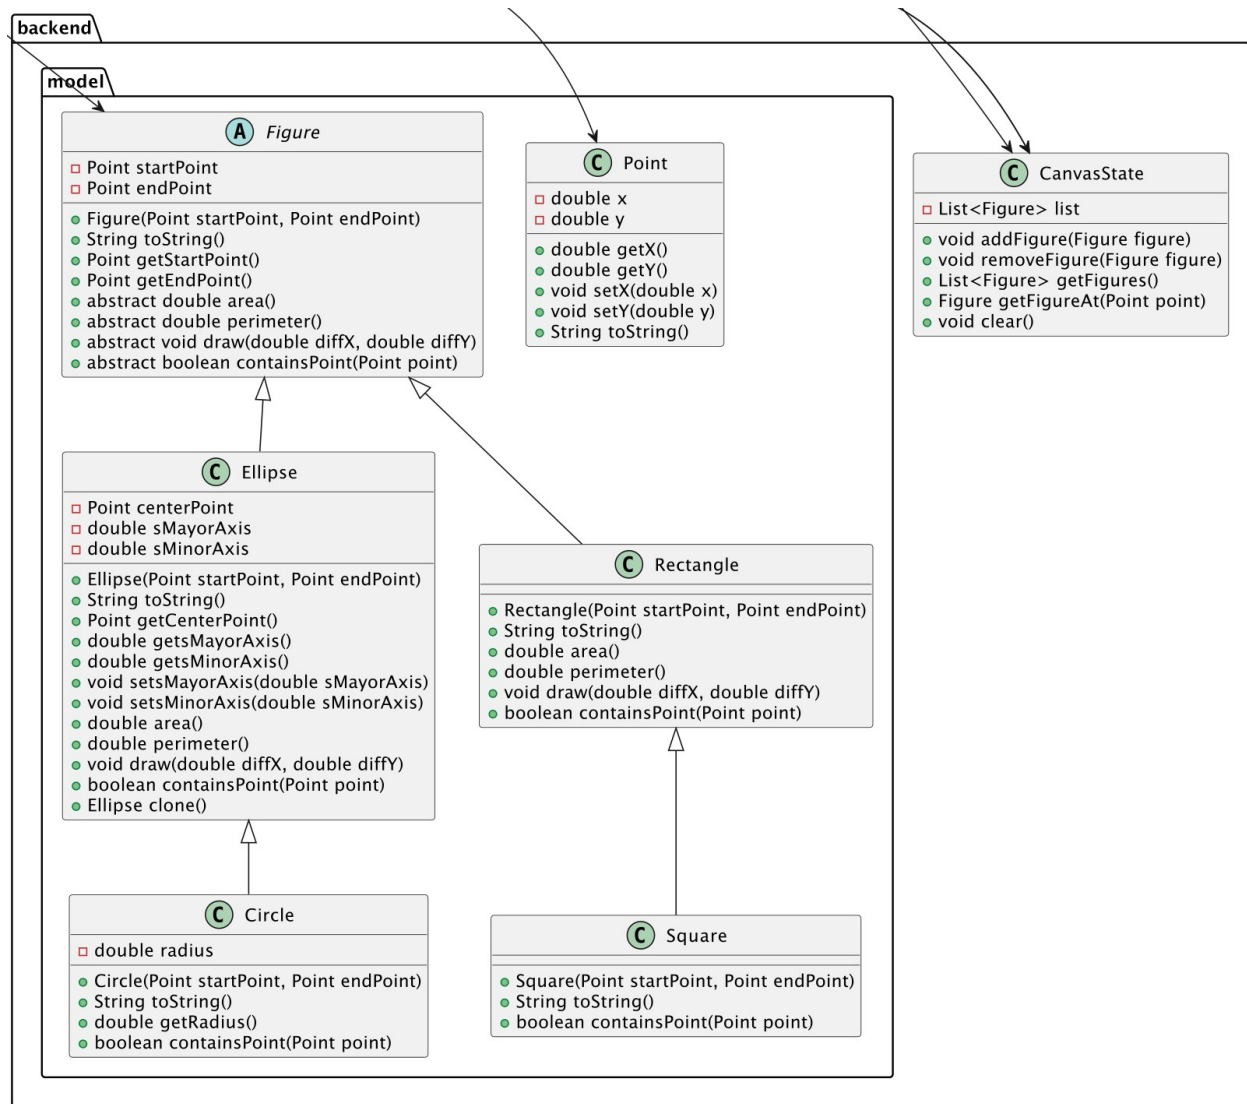 backend
model
A Figure
Point startPoint
Point endPoint
Figure(Point startPoint, Point endPoint)
String toString()
Point getStartPoint()
Point getEndPoint()
abstract double area()
abstract double perimeter()
abstract void draw(double diffX, double diffY)
abstract boolean containsPoint(Point point)
C Point
double x
double y
double getX()
double getY()
void setX(double x)
void setY(double y)
String toString()
C CanvasState
List<Figure> list
void addFigure(Figure figure)
void removeFigure(Figure figure)
List<Figure> getFigures()
Figure getFigureAt(Point point)
void clear()
C Ellipse
Point centerPoint
double sMayorAxis
double sMinorAxis
Ellipse(Point startPoint, Point endPoint)
String toString()
Point getCenterPoint()
double getsMayorAxis()
double getsMinorAxis()
void setsMayorAxis(double sMayorAxis)
void setsMinorAxis(double sMinorAxis)
double area()
double perimeter()
void draw(double diffX, double diffY)
boolean containsPoint(Point point)
Ellipse clone()
C Rectangle
Rectangle(Point startPoint, Point endPoint)
String toString()
double area()
double perimeter()
void draw(double diffX, double diffY)
boolean containsPoint(Point point)
C Circle
double radius
Circle(Point startPoint, Point endPoint)
String toString()
double getRadius()
boolean containsPoint(Point point)
C Square
Square(Point startPoint, Point endPoint)
String toString()
boolean containsPoint(Point point)